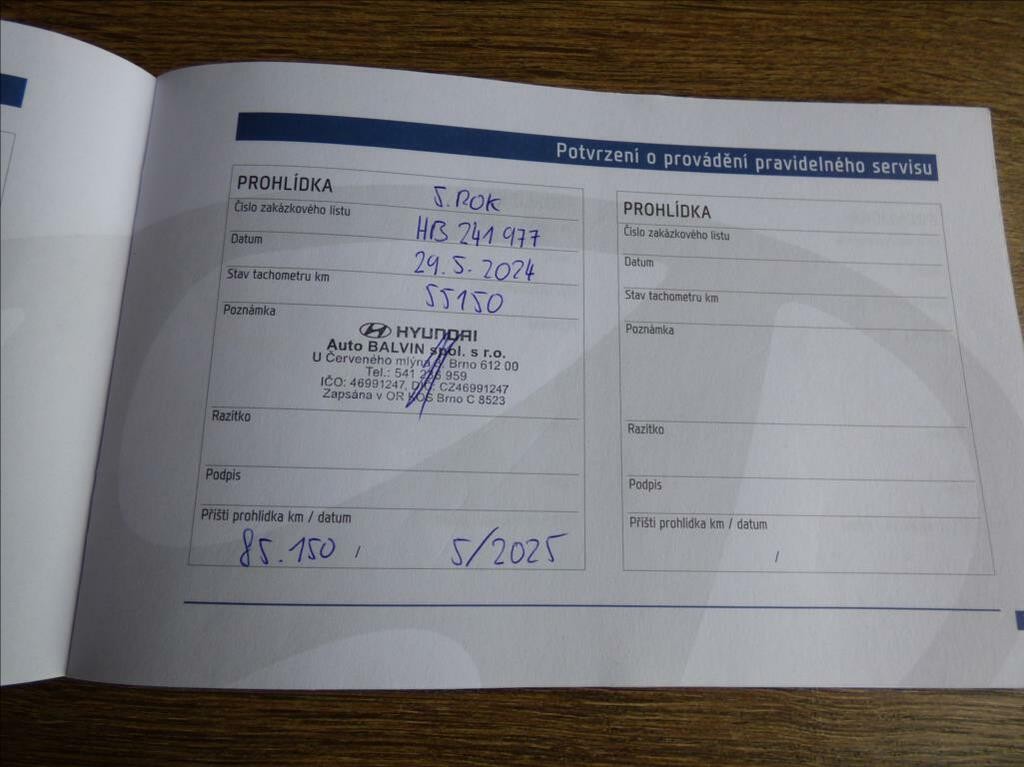 Potvrzení o provádění pravidelného servisu
PROHLÍDKA 5. ROK
Číslo zakázkového listu HB 241 977
Datum 29.5.2024
Stav tachometru km 55150
Poznámka
HYUNDAI
Auto BALVIN spol. s r.o.
U Červeného mlýna Brno 612 00
Tel.: 541 959
IČO: 46991247, DIČ: CZ46991247
Zapsána v OR KOS Brno C 8523
Razítko
Podpis
Příští prohlídka km / datum
85.150 / 5/2025
PROHLÍDKA
Číslo zakázkového listu
Datum
Stav tachometru km
Poznámka
Razítko
Podpis
Příští prohlídka km / datum
/